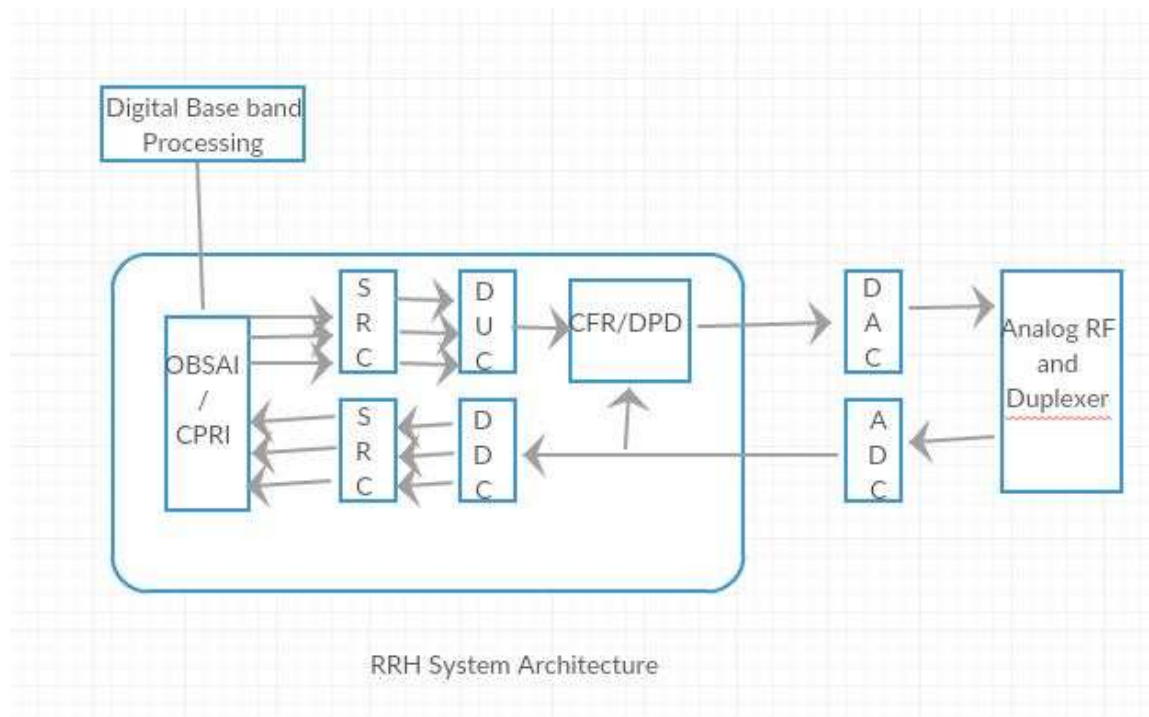 Digital Base band
Processing
OBSAI
/
CPRI
S
R
C
D
U
C
CFR/DPD
D
A
C
Analog RF
and
Duplexer
S
R
C
D
D
C
A
D
C
RRH System Architecture